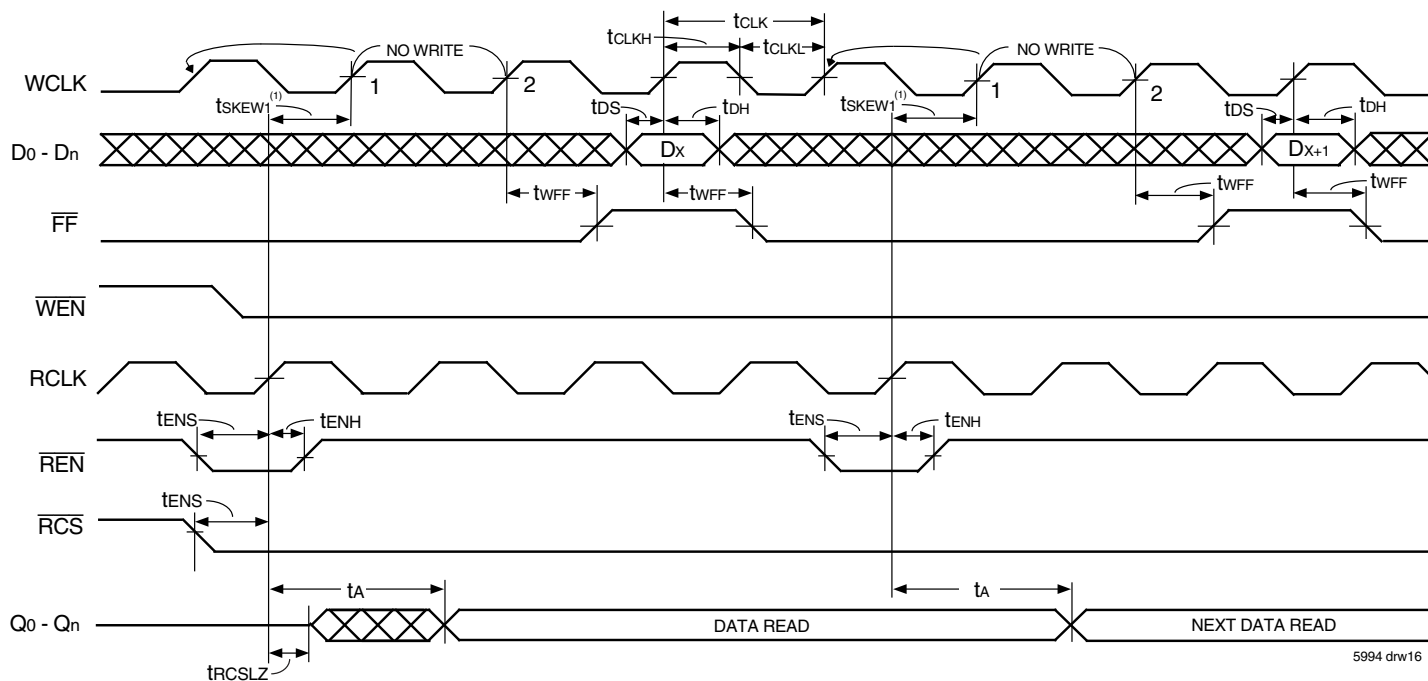 tCLK
NO WRITE tCLKH tCLKL NO WRITE
WCLK 1 2 1 2
tSKEW1(1) tDS tDH tSKEW1(1) tDS tDH
D0 - Dn DX DX+1
tWFF tWFF tWFF tWFF
FF
WEN
RCLK
tENS tENH tENS tENH
REN
tENS
RCS
tA tA
Q0 - Qn DATA READ NEXT DATA READ
tRCSLZ
5994 drw16